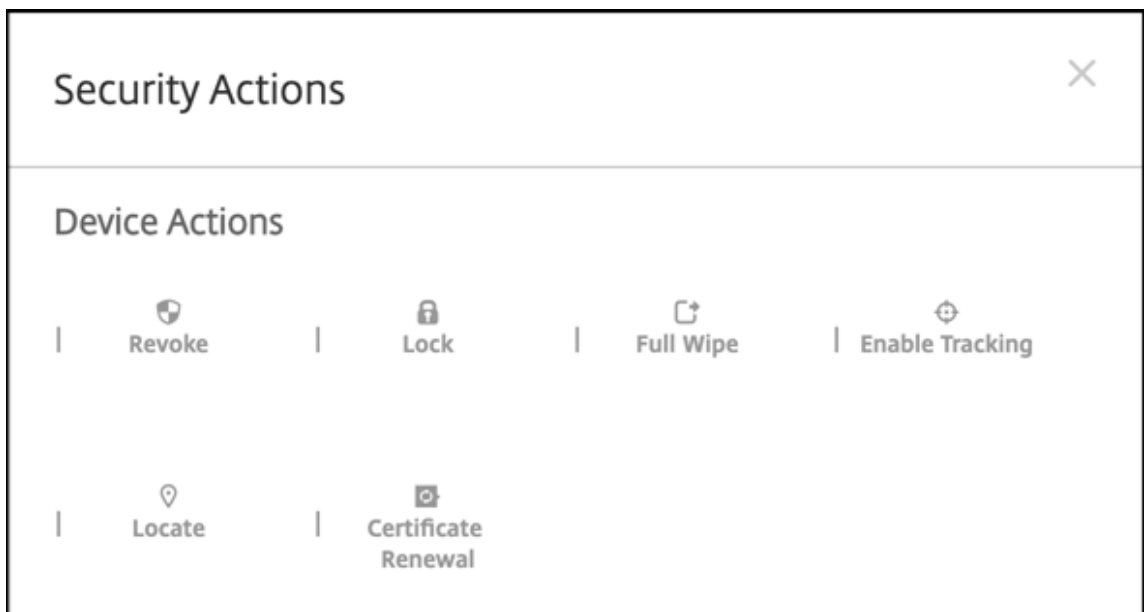 Security Actions
Device Actions
Revoke
Lock
Full Wipe
Enable Tracking
Locate
Certificate
Renewal